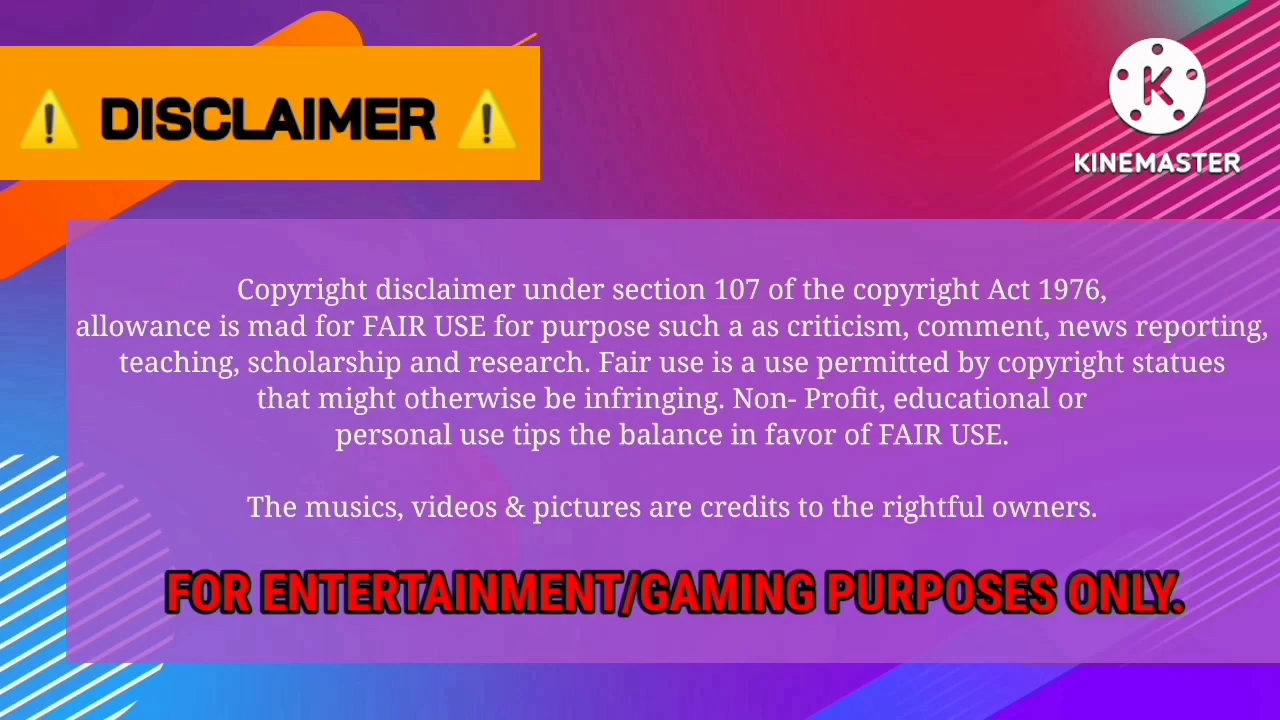 ⚠️ DISCLAIMER ⚠️
K
KINEMASTER
Copyright disclaimer under section 107 of the copyright Act 1976,
allowance is mad for FAIR USE for purpose such a as criticism, comment, news reporting,
teaching, scholarship and research. Fair use is a use permitted by copyright statues
that might otherwise be infringing. Non- Profit, educational or
personal use tips the balance in favor of FAIR USE.
The musics, videos & pictures are credits to the rightful owners.
FOR ENTERTAINMENT/GAMING PURPOSES ONLY.